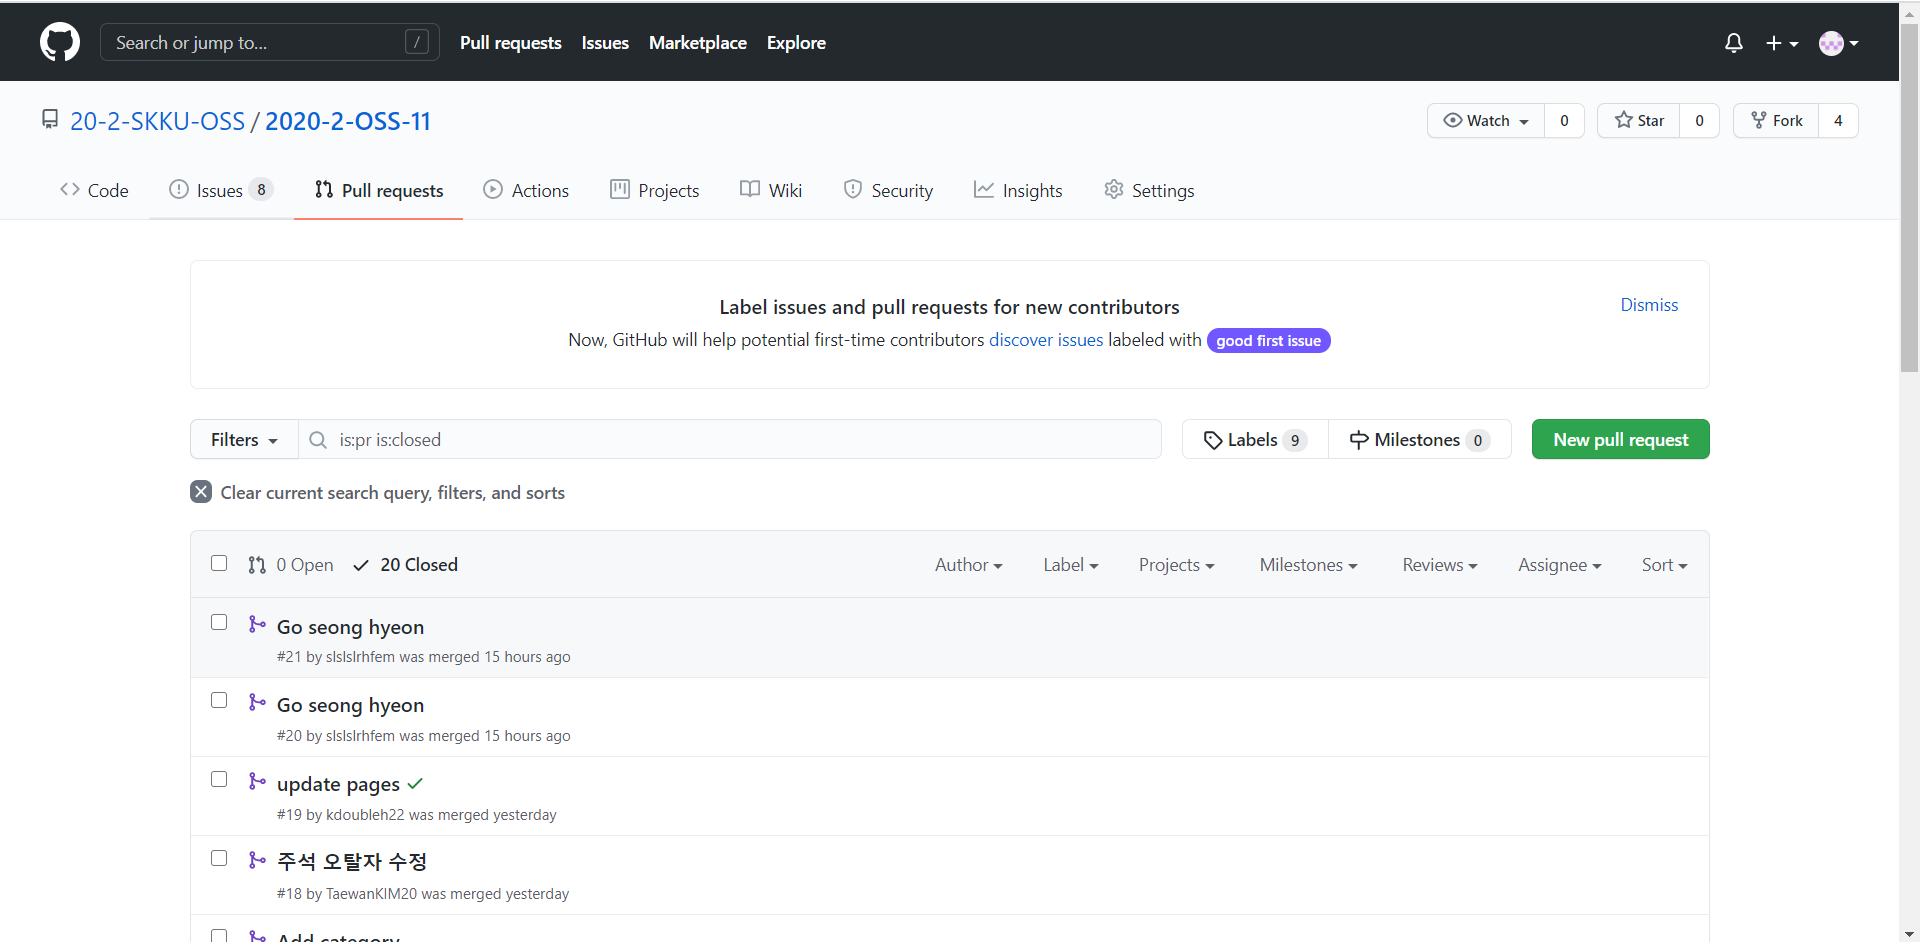 Search or jump to... /
Pull requests Issues Marketplace Explore
20-2-SKKU-OSS / 2020-2-OSS-11
Watch 0 Star 0 Fork 4
Code Issues 8 Pull requests Actions Projects Wiki Security Insights Settings
Label issues and pull requests for new contributors
Dismiss
Now, GitHub will help potential first-time contributors discover issues labeled with good first issue
Filters is:pr is:closed Labels 9 Milestones 0 New pull request
Clear current search query, filters, and sorts
0 Open 20 Closed Author Label Projects Milestones Reviews Assignee Sort
Go seong hyeon
#21 by slslslrhfem was merged 15 hours ago
Go seong hyeon
#20 by slslslrhfem was merged 15 hours ago
update pages
#19 by kdoubleh22 was merged yesterday
주석 오탈자 수정
#18 by TaewanKIM20 was merged yesterday
Add category